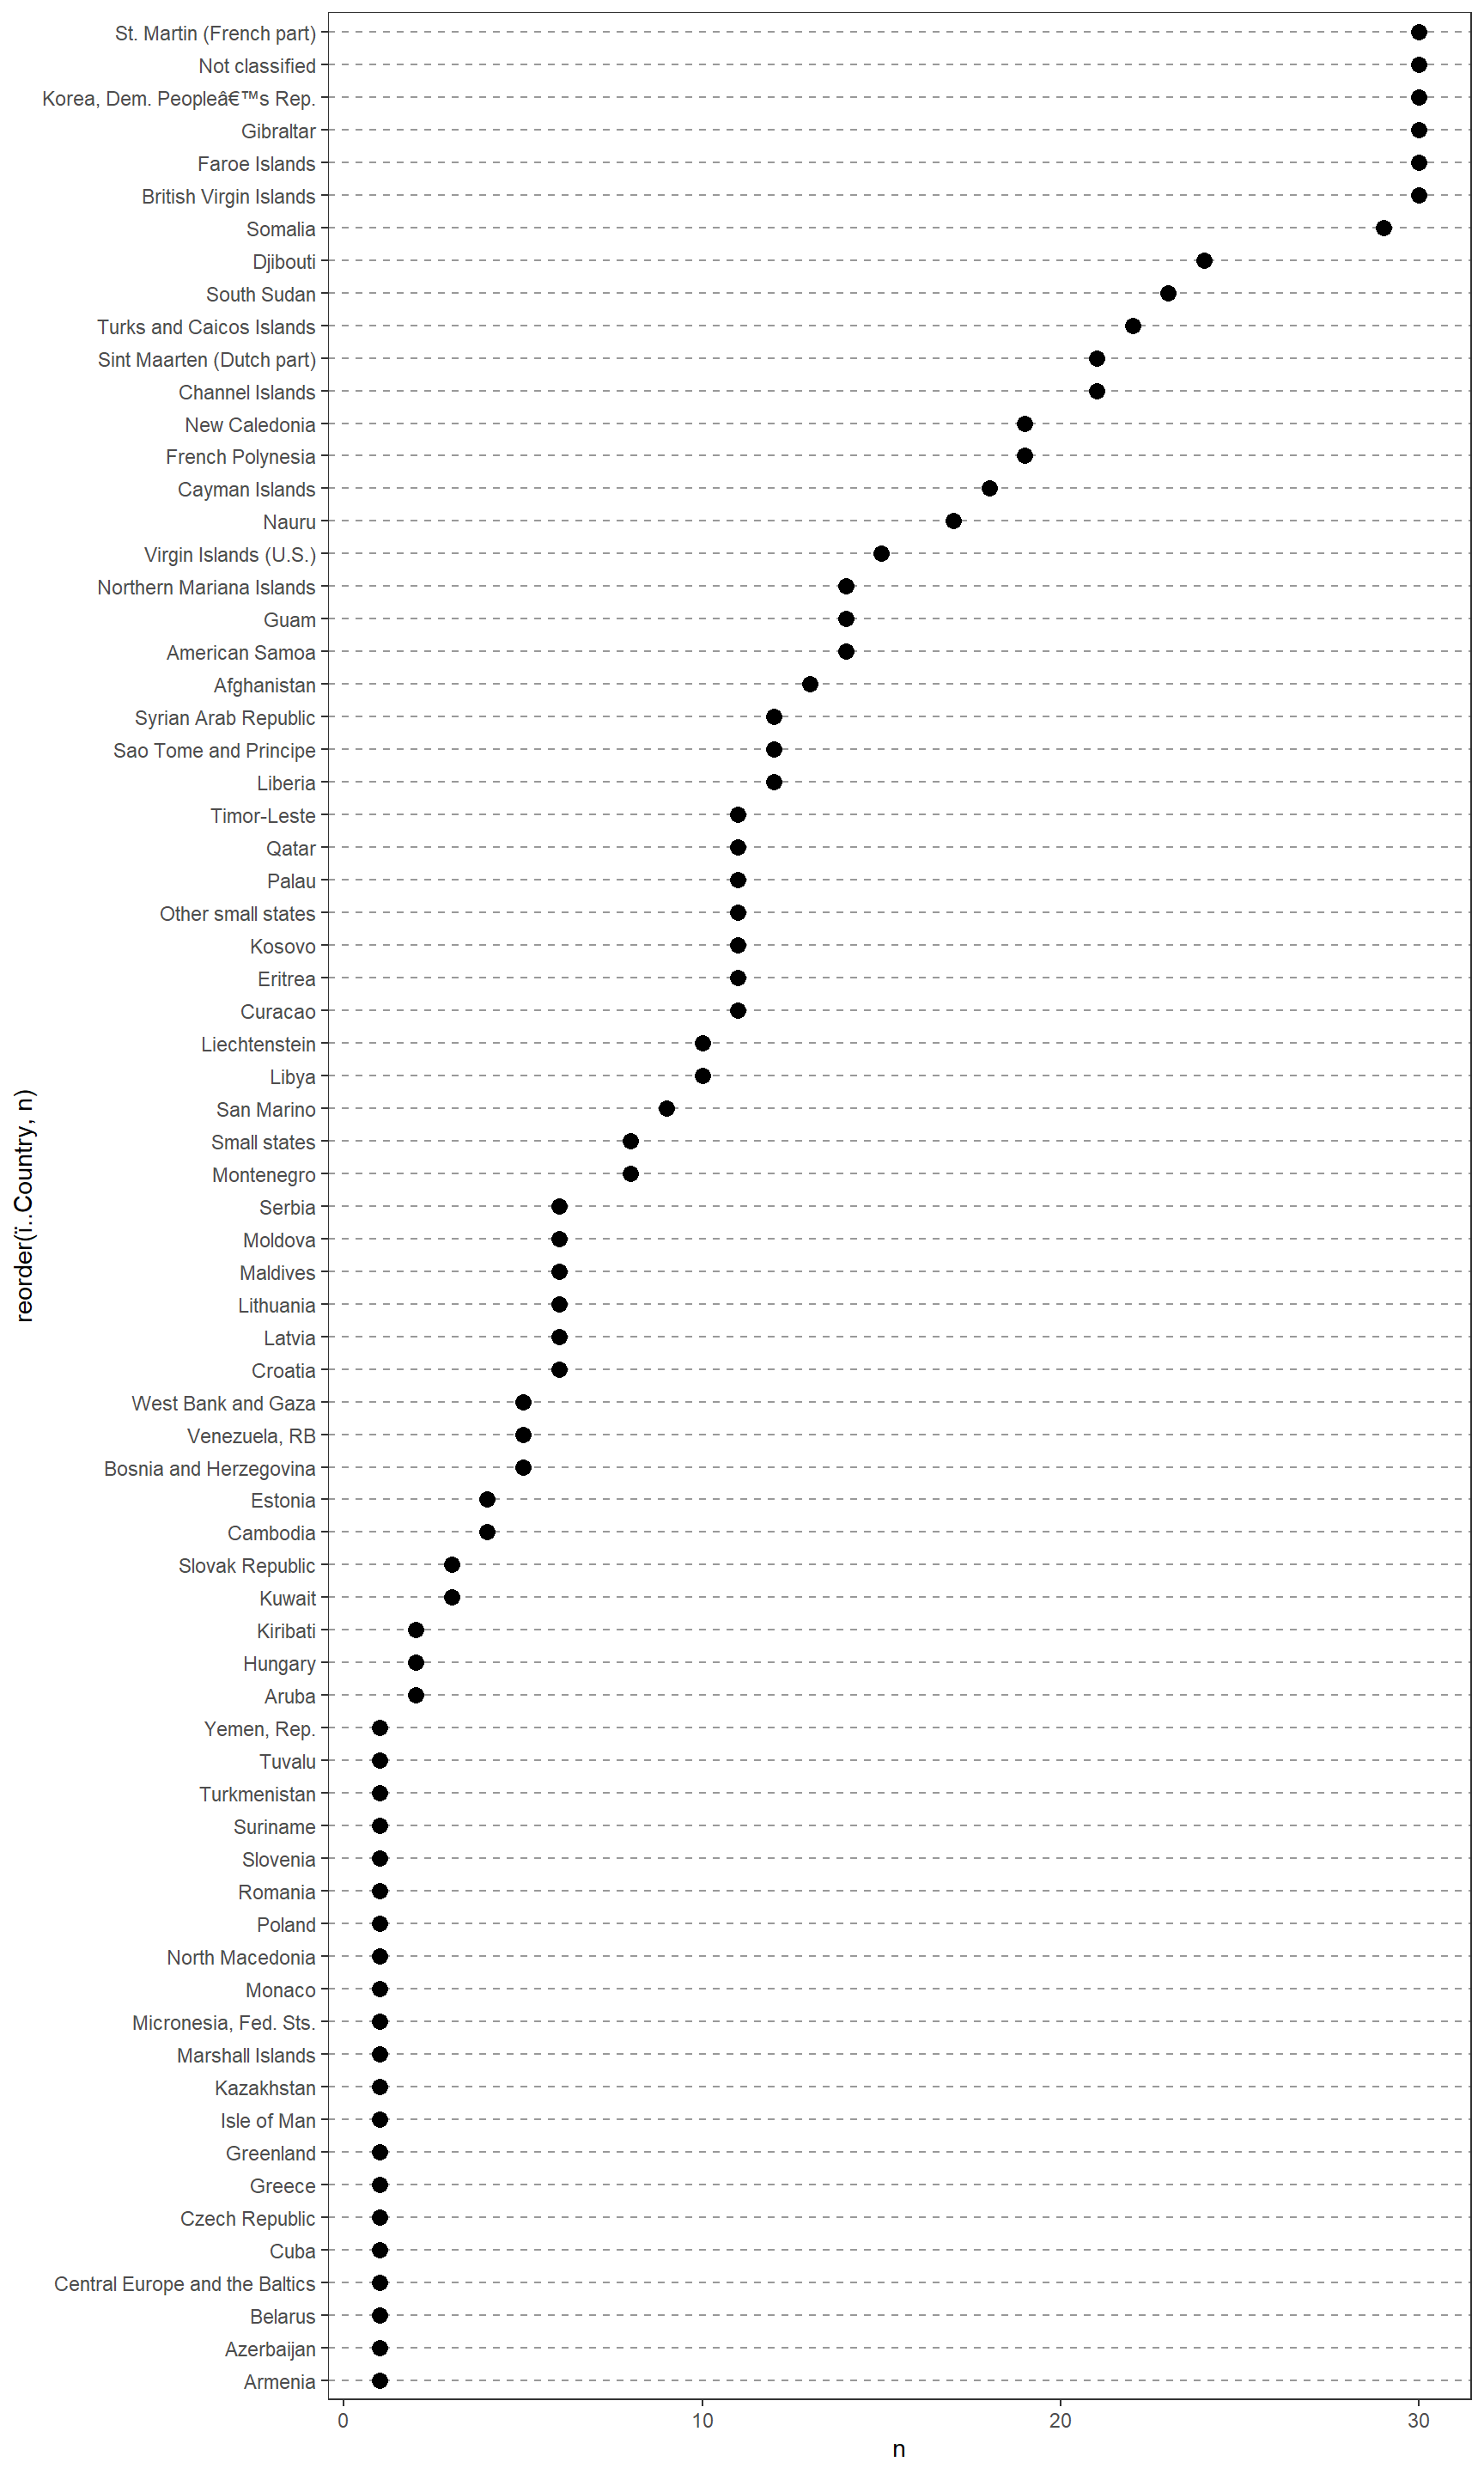 St. Martin (French part)
Not classified
Korea, Dem. Peopleâ€™s Rep.
Gibraltar
Faroe Islands
British Virgin Islands
Somalia
Djibouti
South Sudan
Turks and Caicos Islands
Sint Maarten (Dutch part)
Channel Islands
New Caledonia
French Polynesia
Cayman Islands
Nauru
Virgin Islands (U.S.)
Northern Mariana Islands
Guam
American Samoa
Afghanistan
Syrian Arab Republic
Sao Tome and Principe
Liberia
Timor-Leste
Qatar
Palau
Other small states
Kosovo
Eritrea
Curacao
Liechtenstein
Libya
San Marino
Small states
Montenegro
Serbia
Moldova
Maldives
Lithuania
Latvia
Croatia
West Bank and Gaza
Venezuela, RB
Bosnia and Herzegovina
Estonia
Cambodia
Slovak Republic
Kuwait
Kiribati
Hungary
Aruba
Yemen, Rep.
Tuvalu
Turkmenistan
Suriname
Slovenia
Romania
Poland
North Macedonia
Monaco
Micronesia, Fed. Sts.
Marshall Islands
Kazakhstan
Isle of Man
Greenland
Greece
Czech Republic
Cuba
Central Europe and the Baltics
Belarus
Azerbaijan
Armenia
reorder(ï..Country, n)
0 10 20 30
n